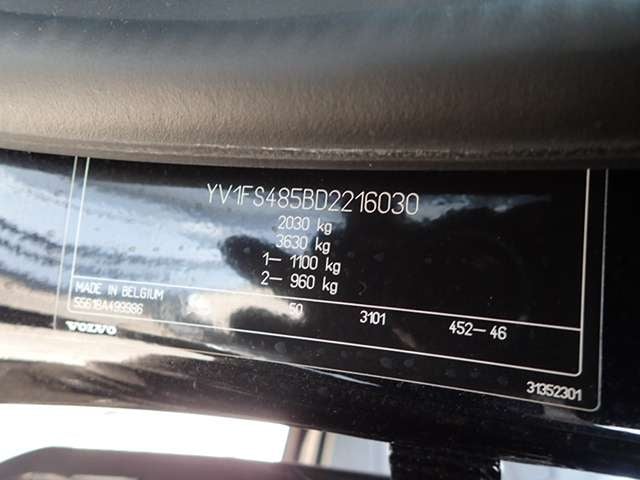 YV1FS485BD2216030
2030 kg
3630 kg
1– 1100 kg
2– 960 kg
MADE IN BELGIUM
50 3101 452–46
VOLVO
31352301